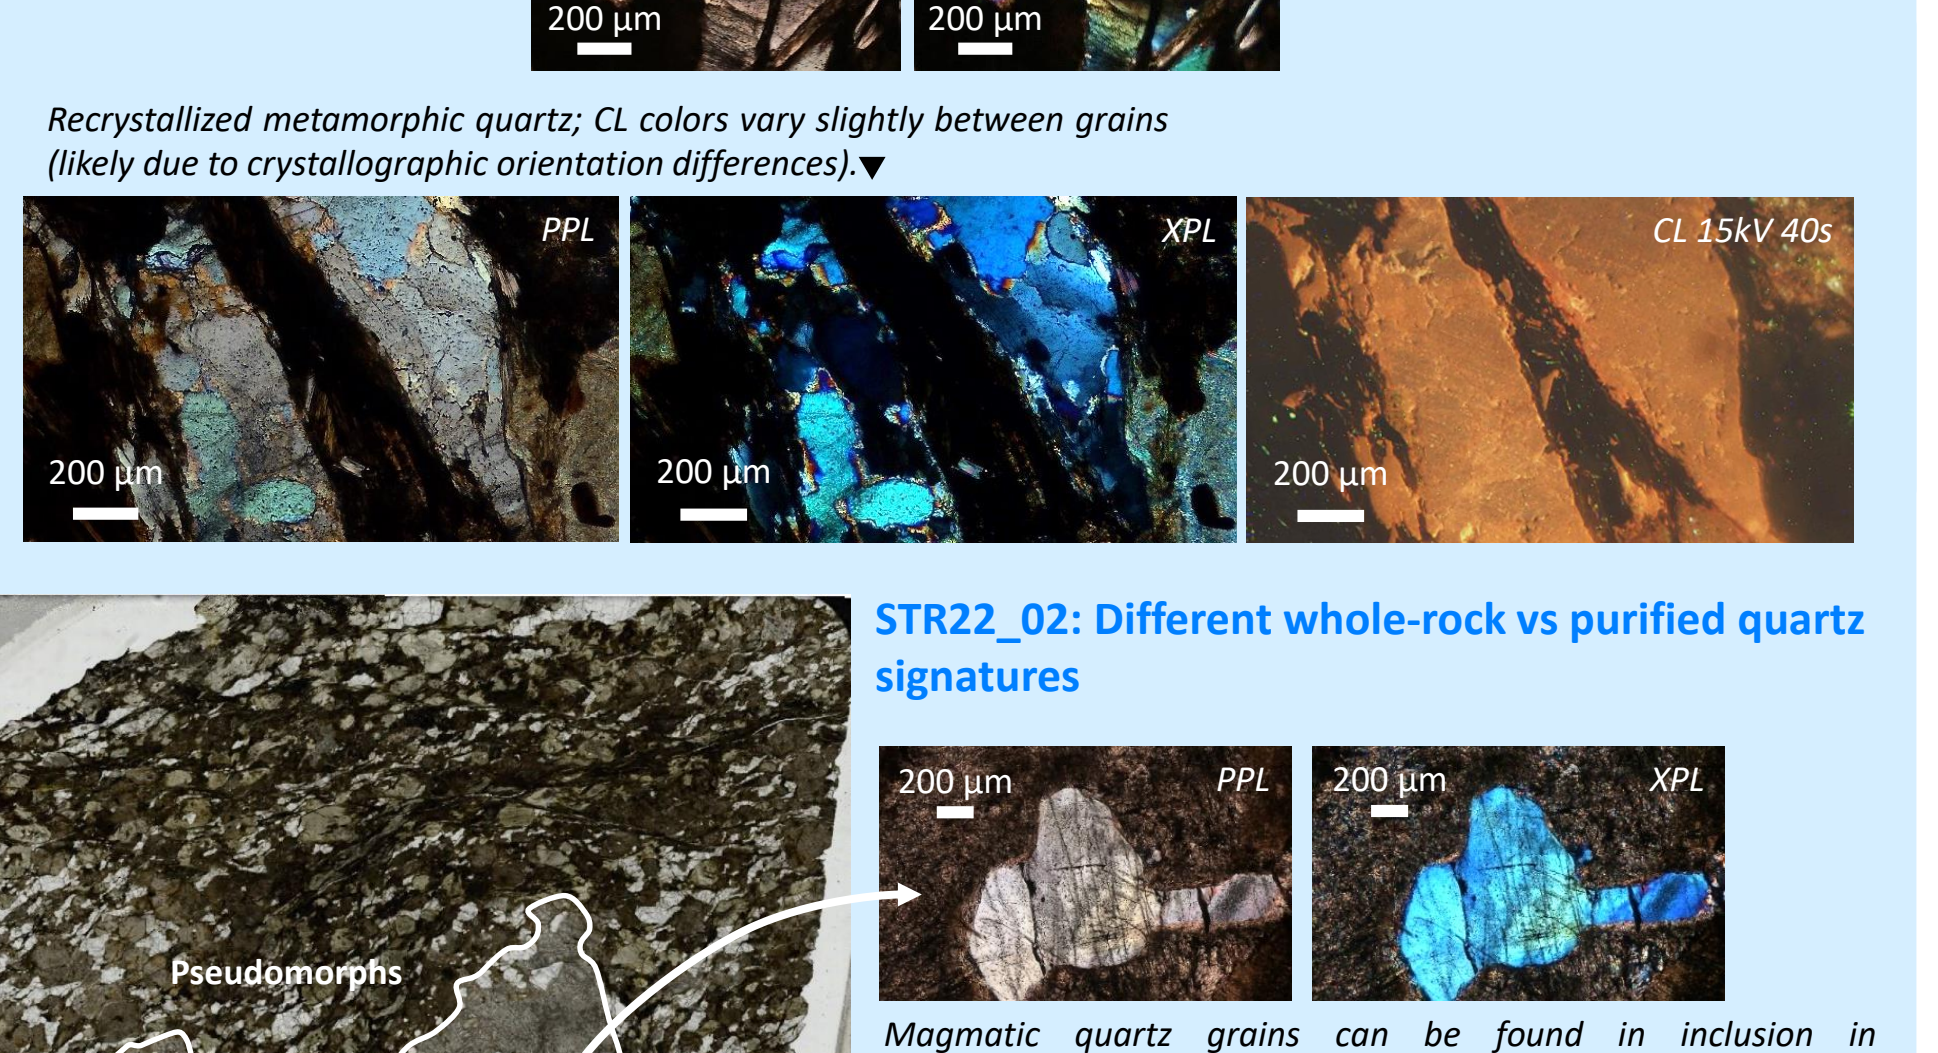 200 μm
200 μm
Recrystallized metamorphic quartz; CL colors vary slightly between grains
(likely due to crystallographic orientation differences).▼
PPL
XPL
CL 15kV 40s
200 μm
200 μm
200 μm
STR22_02: Different whole-rock vs purified quartz
signatures
200 μm
PPL
200 μm
XPL
Pseudomorphs
Magmatic quartz grains can be found in inclusion in